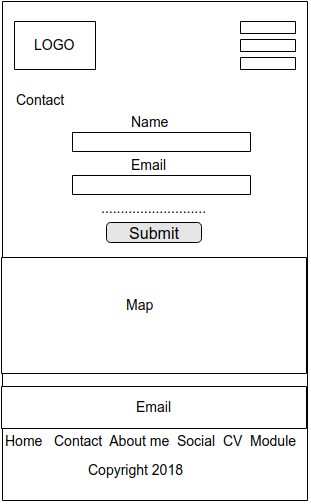 LOGO
Contact
Name
Email
...........................
Submit
Map
Email
Home Contact About me Social CV Module
Copyright 2018